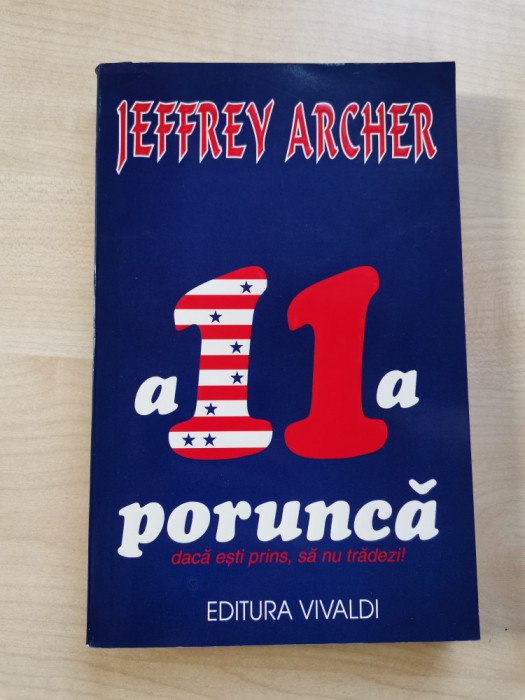 JEFFREY ARCHER
a 11 a
poruncă
dacă ești prins, să nu trădezi!
EDITURA VIVALDI